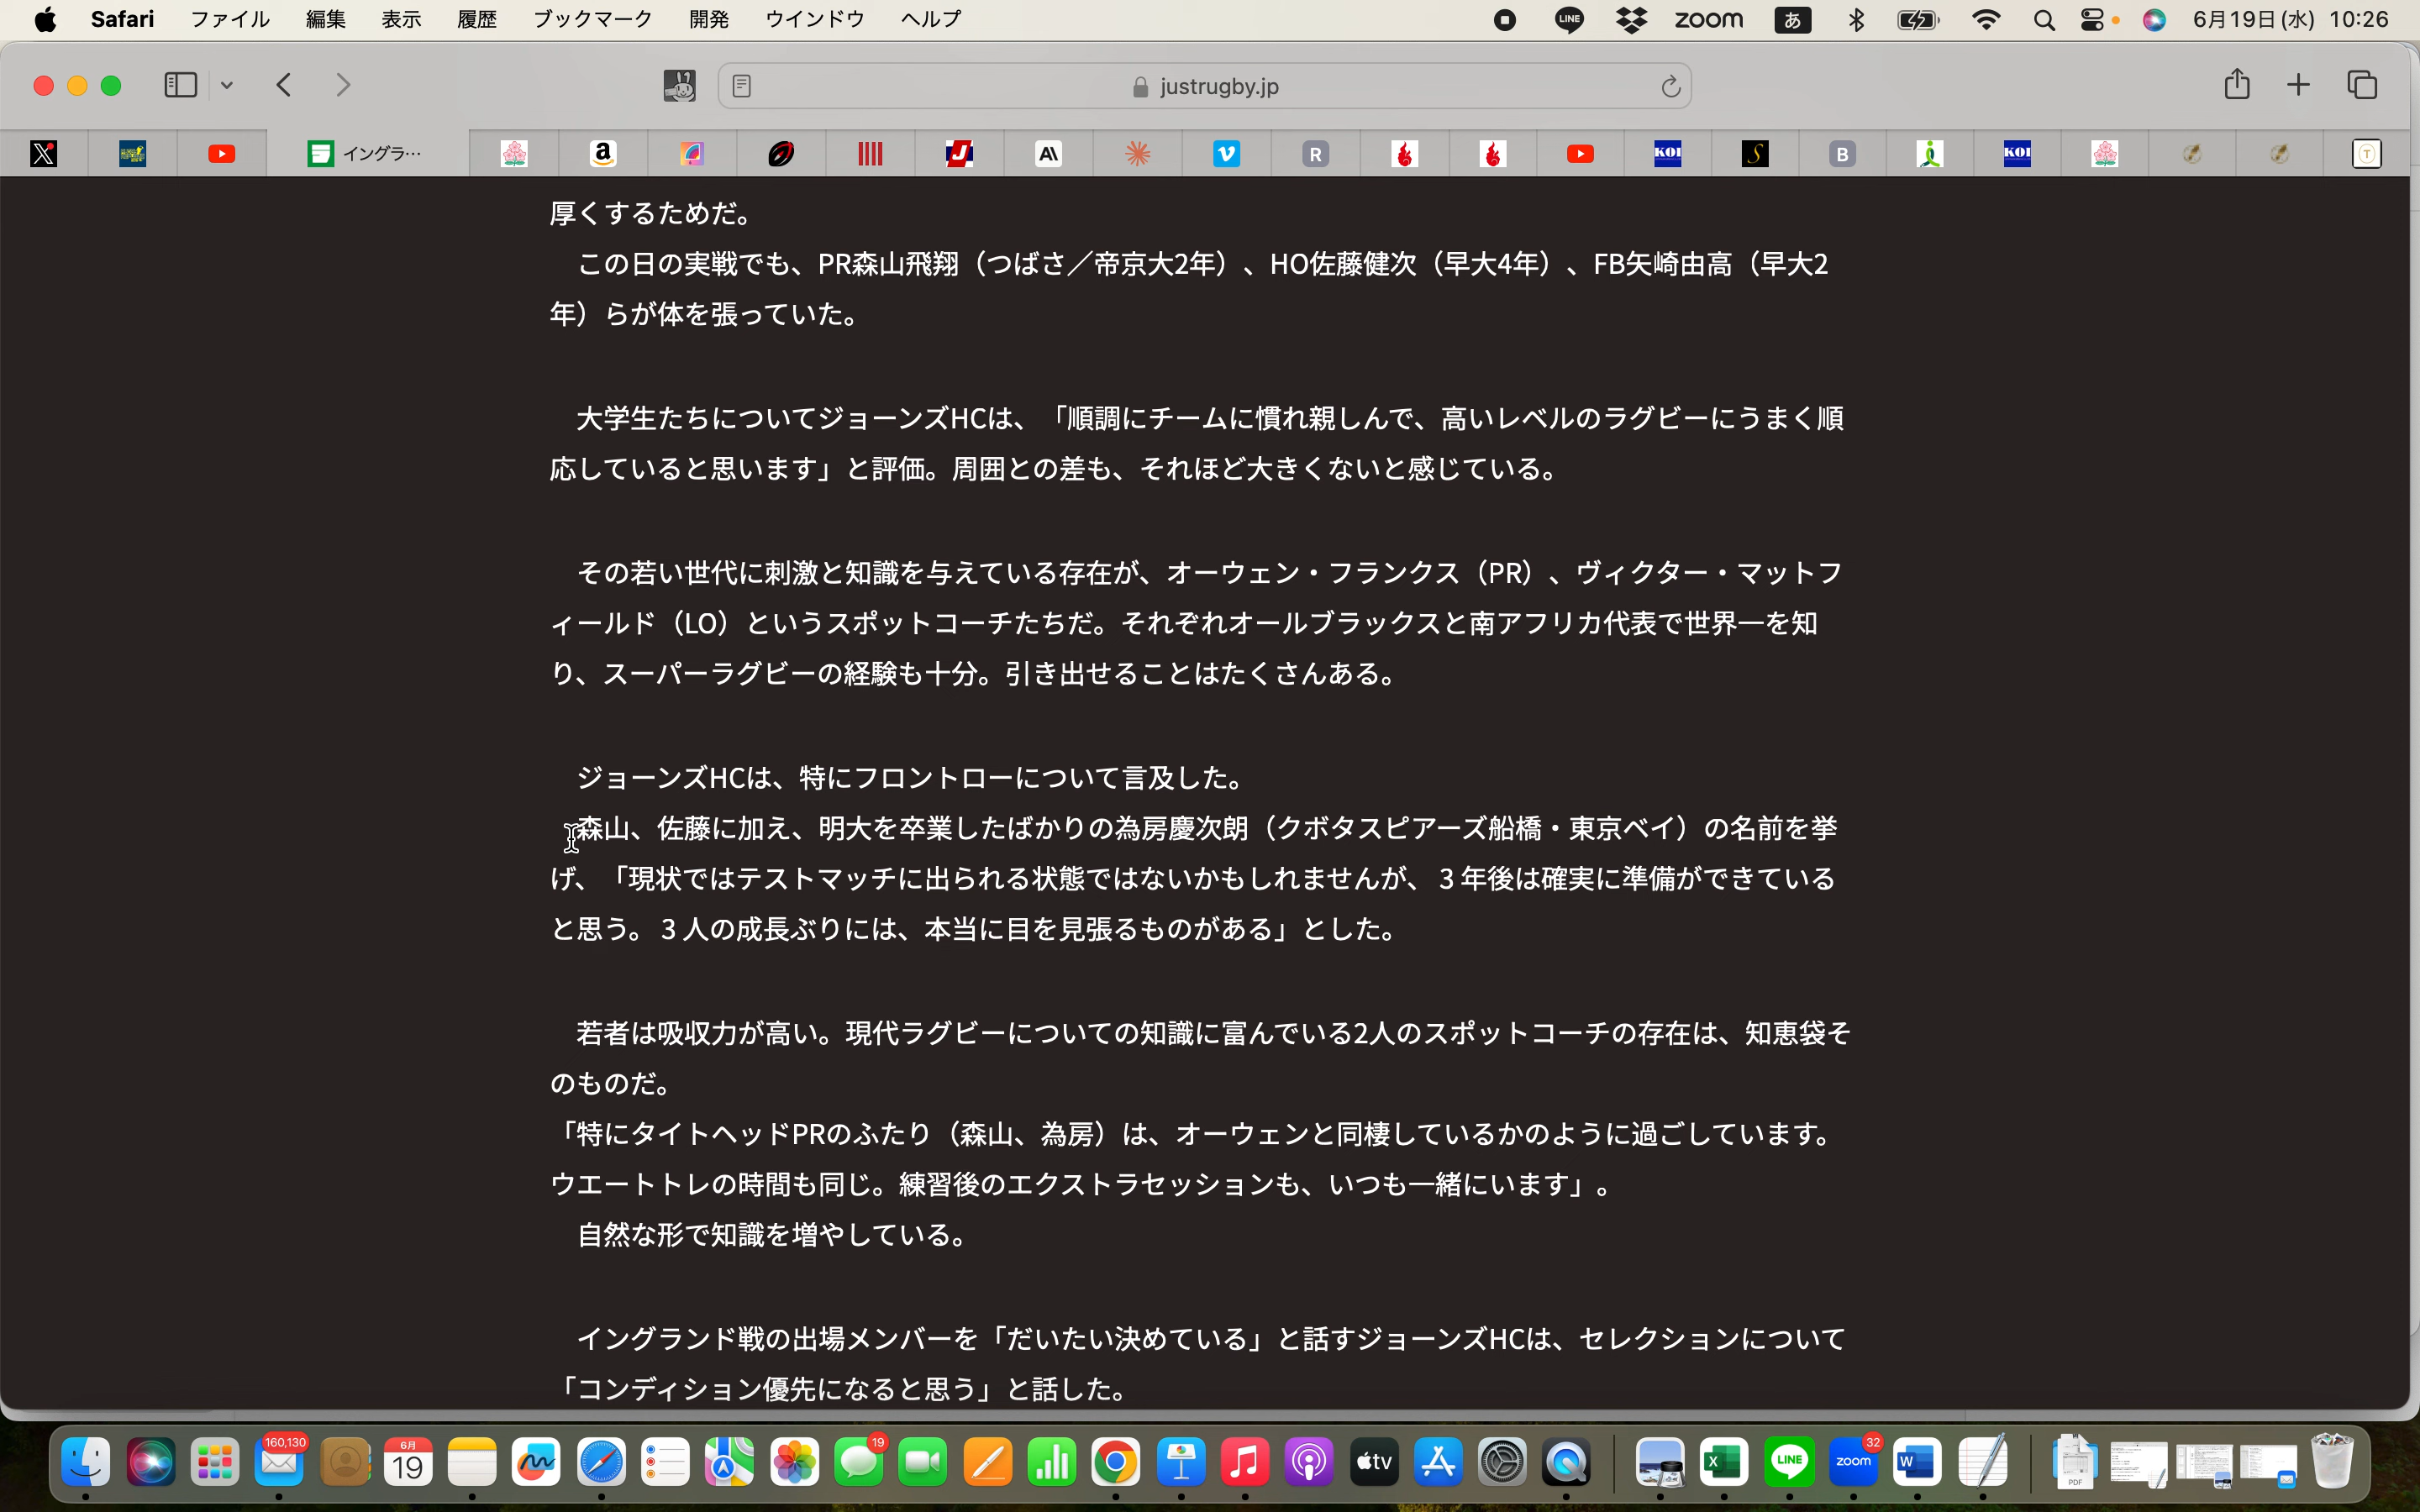 Safari ファイル 編集 表示 履歴 ブックマーク 開発 ウインドウ ヘルプ LINE zoom あ 6月19日(水) 10:26
justrugby.jp
イングラ… a J A\ V R KOI S B KOI T
厚くするためだ。
この日の実戦でも、PR森山飛翔（つばさ／帝京大2年）、HO佐藤健次（早大4年）、FB矢崎由高（早大2
年）らが体を張っていた。
大学生たちについてジョーンズHCは、「順調にチームに慣れ親しんで、高いレベルのラグビーにうまく順
応していると思います」と評価。周囲との差も、それほど大きくないと感じている。
その若い世代に刺激と知識を与えている存在が、オーウェン・フランクス（PR）、ヴィクター・マットフ
ィールド（LO）というスポットコーチたちだ。それぞれオールブラックスと南アフリカ代表で世界一を知
り、スーパーラグビーの経験も十分。引き出せることはたくさんある。
ジョーンズHCは、特にフロントローについて言及した。
森山、佐藤に加え、明大を卒業したばかりの為房慶次朗（クボタスピアーズ船橋・東京ベイ）の名前を挙
げ、「現状ではテストマッチに出られる状態ではないかもしれませんが、３年後は確実に準備ができている
と思う。３人の成長ぶりには、本当に目を見張るものがある」とした。
若者は吸収力が高い。現代ラグビーについての知識に富んでいる2人のスポットコーチの存在は、知恵袋そ
のものだ。
「特にタイトヘッドPRのふたり（森山、為房）は、オーウェンと同棲しているかのように過ごしています。
ウエートトレの時間も同じ。練習後のエクストラセッションも、いつも一緒にいます」。
自然な形で知識を増やしている。
イングランド戦の出場メンバーを「だいたい決めている」と話すジョーンズHCは、セレクションについて
「コンディション優先になると思う」と話した。
160,130 6月 19 19 tv X LINE zoom 32 W PDF